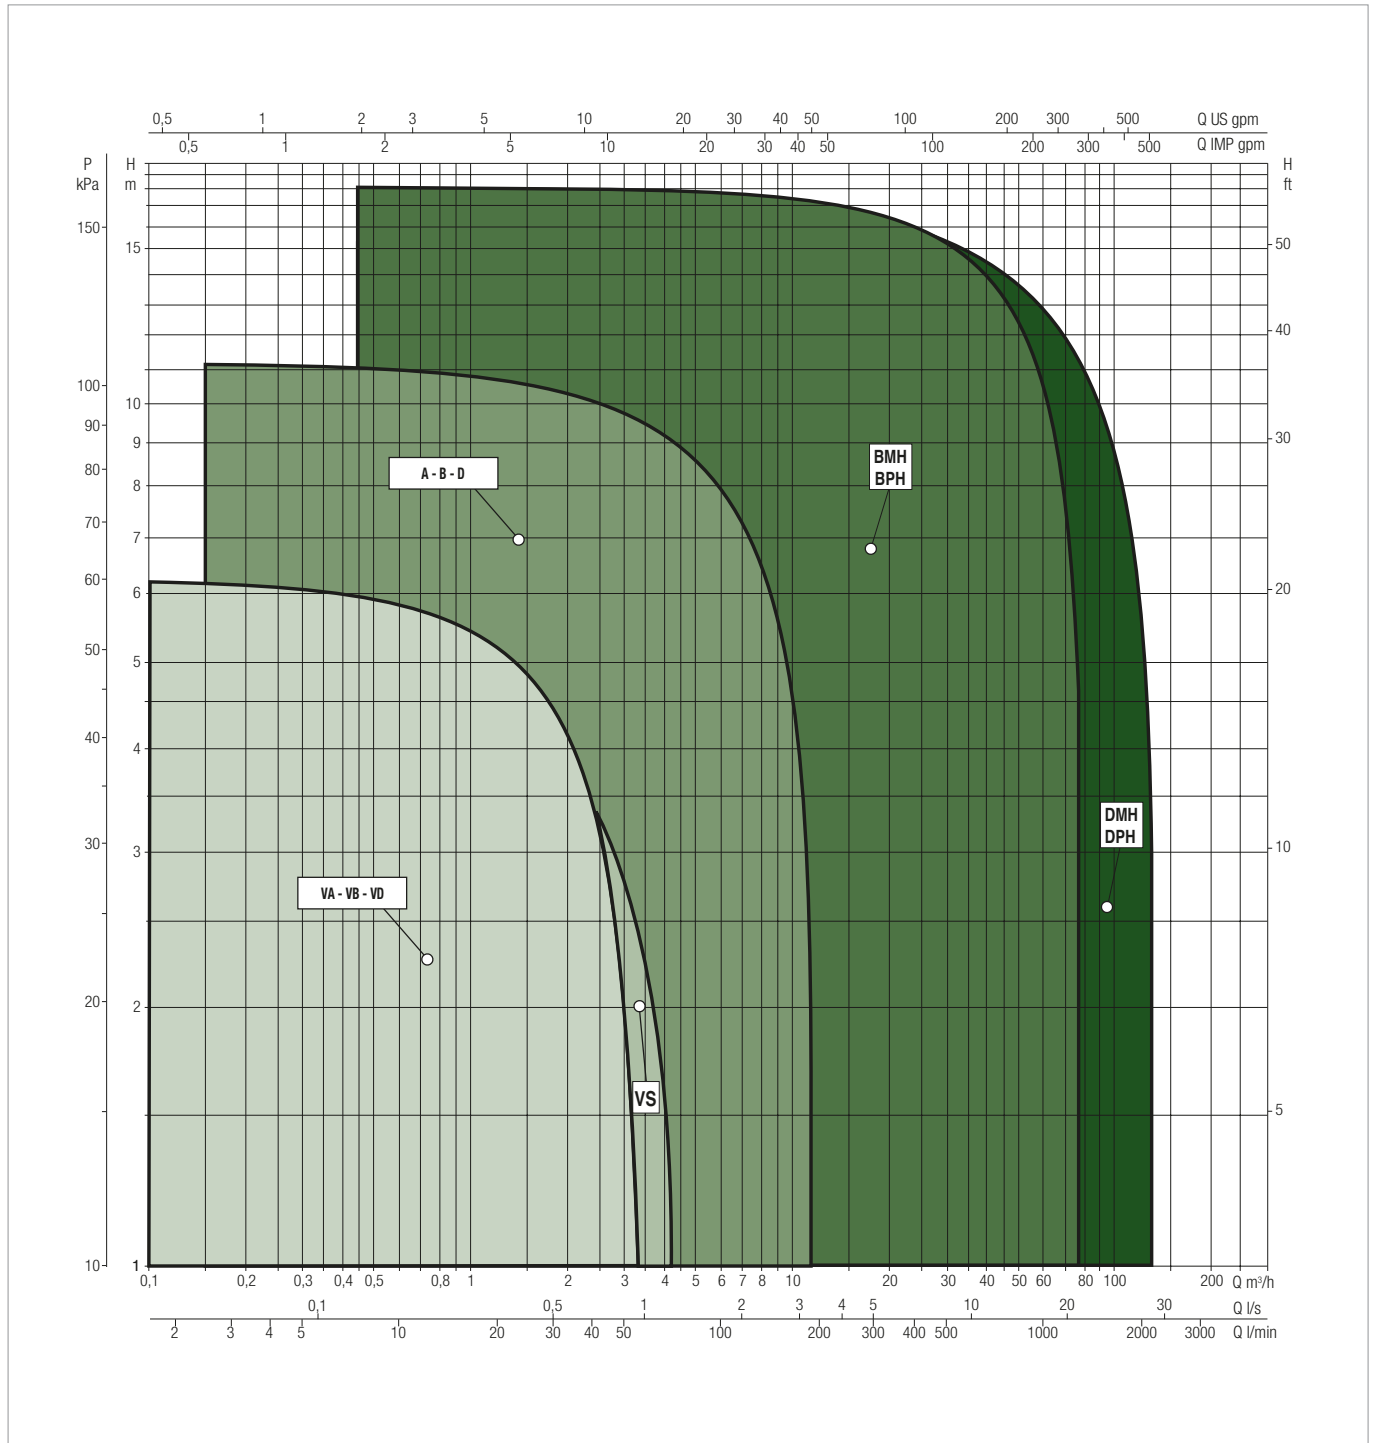 0,5 1 2 3 5 10 20 30 40 50 100 200 300 500 Q US gpm
0,5 1 2 5 10 20 30 40 50 100 200 300 500 Q IMP gpm
P H H
kPa m ft
150
15
50
40
100
10
90
30
9
80
8
70
7
60
6
20
50
5
40
4
30
3
10
20
2
5
10
1
A - B - D
BMH
BPH
DMH
DPH
VA - VB - VD
VS
0,1 0,2 0,3 0,4 0,5 0,8 1 2 3 4 5 6 7 8 10 20 30 40 50 60 80 100 200 Q m³/h
0,1 0,5 1 2 3 4 5 10 20 30 Q l/s
2 3 4 5 10 20 30 40 50 100 200 300 400 500 1000 2000 3000 Q l/min